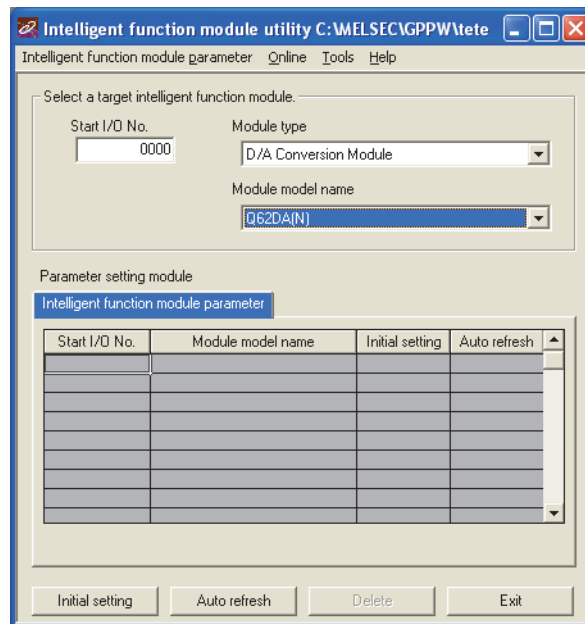 Intelligent function module utility C:\MELSEC\GPPW\tete
Intelligent function module parameter Online Tools Help
Select a target intelligent function module.
Start I/O No. Module type
0000 D/A Conversion Module
Module model name
Q62DA(N)
Parameter setting module
Intelligent function module parameter
Start I/O No. Module model name Initial setting Auto refresh
Initial setting Auto refresh Delete Exit